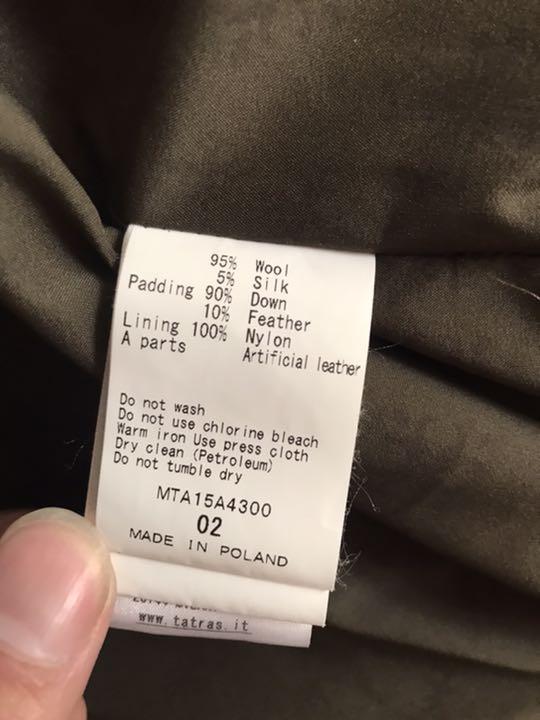 95% Wool
5% Silk
Padding 90% Down
10% Feather
Lining 100% Nylon
A parts Artificial leather
Do not wash
Do not use chlorine bleach
Warm iron Use press cloth
Dry clean (Petroleum)
Do not tumble dry
MTA15A4300
02
MADE IN POLAND
www.tatras.it